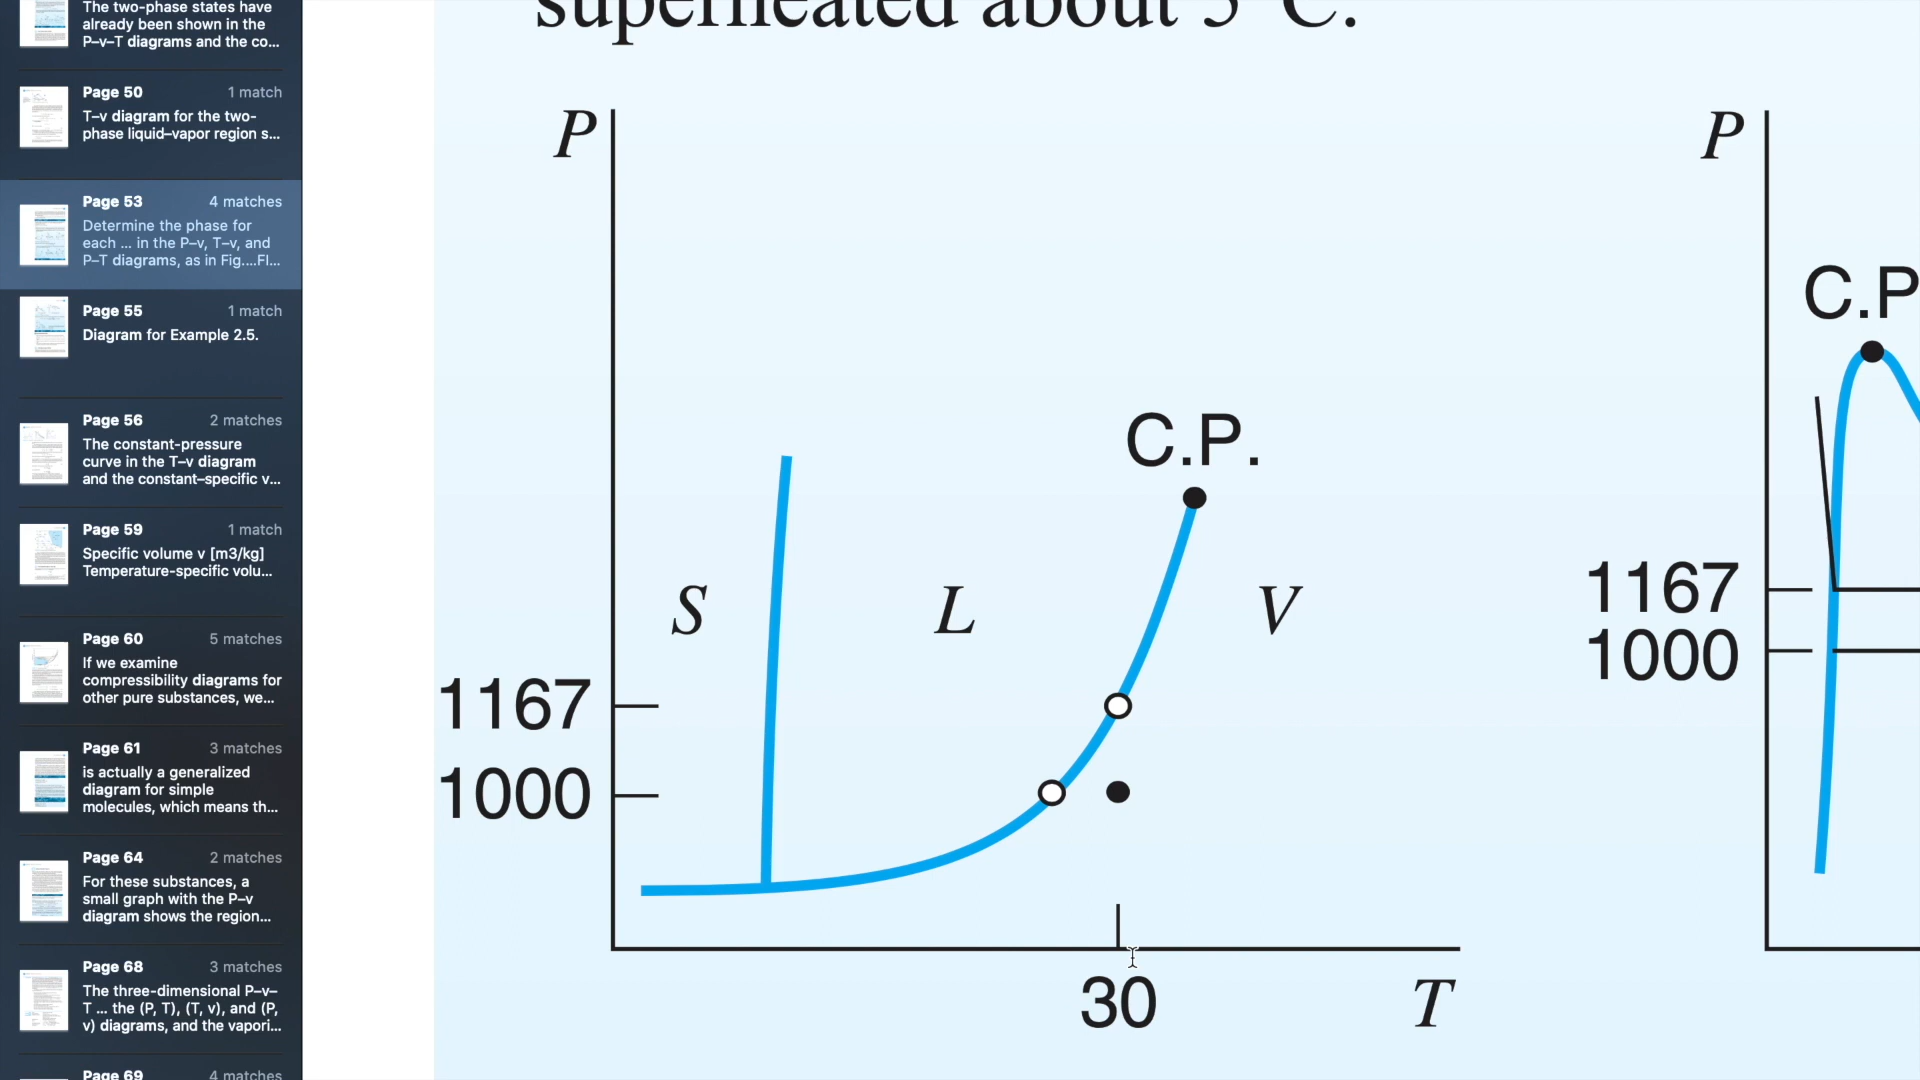 The two-phase states have
already been shown in the
P–v–T diagrams and the co...
Page 50 1 match
T–v diagram for the two-
phase liquid–vapor region s...
Page 53 4 matches
Determine the phase for
each ... in the P–v, T–v, and
P–T diagrams, as in Fig....Fl...
Page 55 1 match
Diagram for Example 2.5.
Page 56 2 matches
The constant-pressure
curve in the T–v diagram
and the constant–specific v...
Page 59 1 match
Specific volume v [m3/kg]
Temperature-specific volu...
Page 60 5 matches
If we examine
compressibility diagrams for
other pure substances, we...
Page 61 3 matches
is actually a generalized
diagram for simple
molecules, which means th...
Page 64 2 matches
For these substances, a
small graph with the P–v
diagram shows the region...
Page 68 3 matches
The three-dimensional P–v–
T ... the (P, T), (T, v), and (P,
v) diagrams, and the vapori...
Page 69 4 matches
superheated about 5°C.
P
C.P.
S L V
1167
1000
30 T
P
C.P
1167
1000